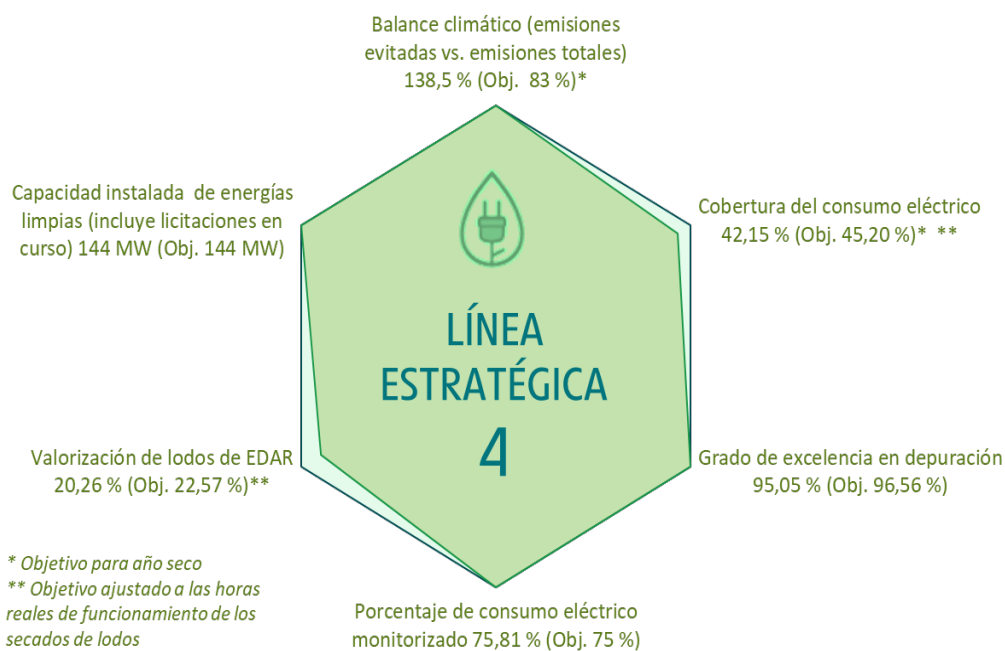 Balance climático (emisiones
evitadas vs. emisiones totales)
138,5 % (Obj. 83 %)*
Capacidad instalada de energías
limpias (incluye licitaciones en
curso) 144 MW (Obj. 144 MW)
Cobertura del consumo eléctrico
42,15 % (Obj. 45,20 %)* **
LÍNEA
ESTRATÉGICA
4
Valorización de lodos de EDAR
20,26 % (Obj. 22,57 %)**
Grado de excelencia en depuración
95,05 % (Obj. 96,56 %)
* Objetivo para año seco
** Objetivo ajustado a las horas
reales de funcionamiento de los
secados de lodos
Porcentaje de consumo eléctrico
monitorizado 75,81 % (Obj. 75 %)